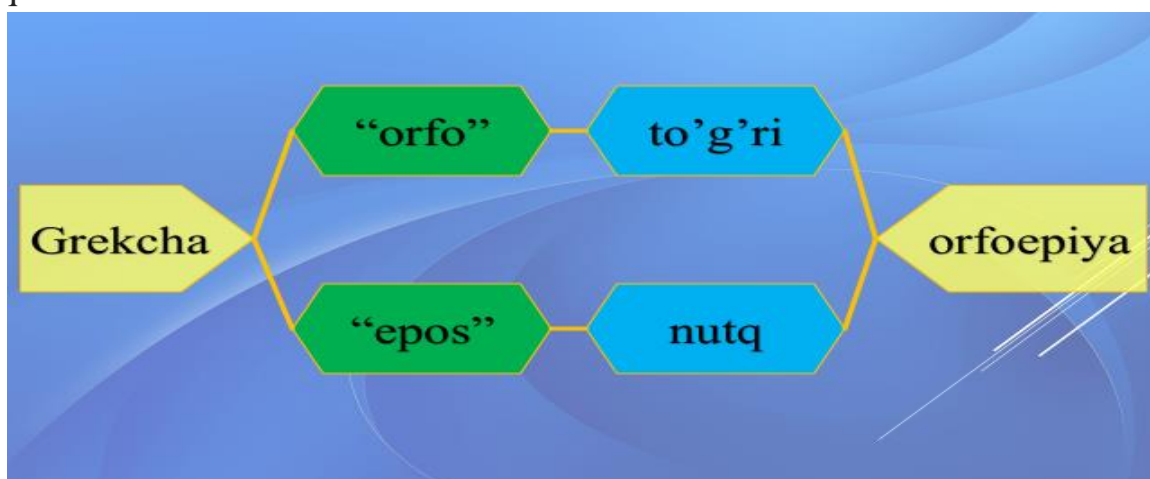 “orfo”
to’g’ri
Grekcha
orfoepiya
“epos”
nutq